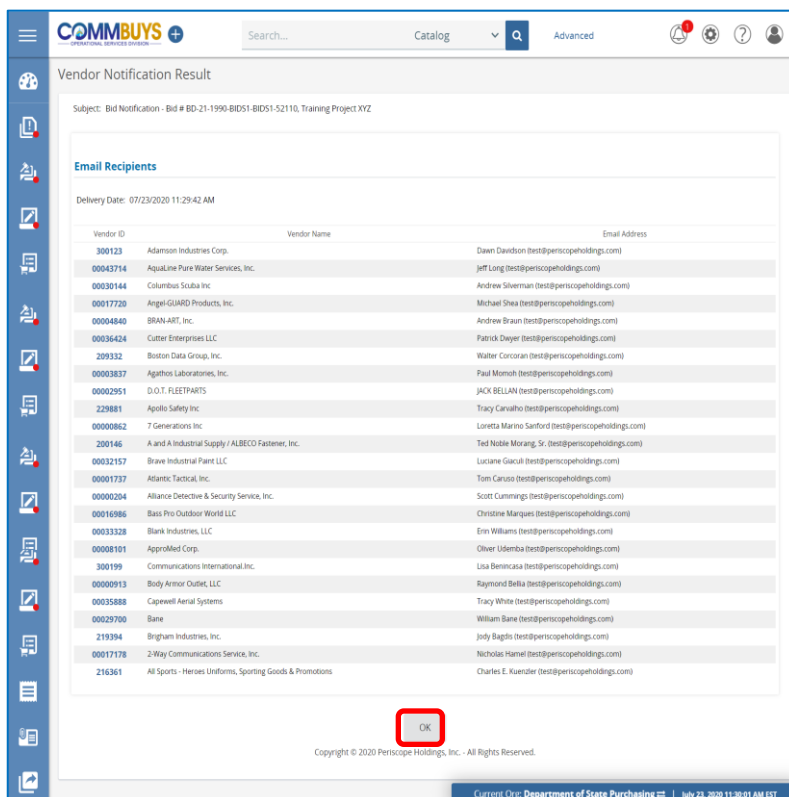 COMMBUYS
OPERATIONAL SERVICES DIVISION
Search... Catalog Advanced 1
Vendor Notification Result
Subject: Bid Notification - Bid # BD-21-1990-BIDS1-BIDS1-52110, Training Project XYZ
Email Recipients
Delivery Date: 07/23/2020 11:29:42 AM
Vendor ID Vendor Name Email Address
300123 Adamson Industries Corp. Dawn Davidson (test@periscopeholdings.com)
00043714 AquaLine Pure Water Services, Inc. Jeff Long (test@periscopeholdings.com)
00030144 Columbus Scuba Inc Andrew Silverman (test@periscopeholdings.com)
00017720 Angel-GUARD Products, Inc. Michael Shea (test@periscopeholdings.com)
00004840 BRAN-ART, Inc. Andrew Braun (test@periscopeholdings.com)
00036424 Cutter Enterprises LLC Patrick Dwyer (test@periscopeholdings.com)
209332 Boston Data Group, Inc. Walter Corcoran (test@periscopeholdings.com)
00003837 Agathos Laboratories, Inc. Paul Momoh (test@periscopeholdings.com)
00002951 D.O.T. FLEETPARTS JACK BELLAN (test@periscopeholdings.com)
229881 Apollo Safety Inc Tracy Carvalho (test@periscopeholdings.com)
00000862 7 Generations Inc Loretta Marino Sanford (test@periscopeholdings.com)
200146 A and A Industrial Supply / ALBECO Fastener, Inc. Ted Noble Morang, Sr. (test@periscopeholdings.com)
00032157 Brave Industrial Paint LLC Luciane Giaculi (test@periscopeholdings.com)
00001737 Atlantic Tactical, Inc. Tom Caruso (test@periscopeholdings.com)
00000204 Alliance Detective & Security Service, Inc. Scott Cummings (test@periscopeholdings.com)
00016986 Bass Pro Outdoor World LLC Christine Marques (test@periscopeholdings.com)
00033328 Blank Industries, LLC Erin Williams (test@periscopeholdings.com)
00008101 ApproMed Corp. Oliver Udemba (test@periscopeholdings.com)
300199 Communications International.Inc. Lisa Benincasa (test@periscopeholdings.com)
00000913 Body Armor Outlet, LLC Raymond Bellia (test@periscopeholdings.com)
00035888 Capewell Aerial Systems Tracy White (test@periscopeholdings.com)
00029700 Bane William Bane (test@periscopeholdings.com)
219394 Brigham Industries, Inc. Jody Bagdis (test@periscopeholdings.com)
00017178 2-Way Communications Service, Inc. Nicholas Hamel (test@periscopeholdings.com)
216361 All Sports - Heroes Uniforms, Sporting Goods & Promotions Charles E. Kuenzler (test@periscopeholdings.com)
OK
Copyright © 2020 Periscope Holdings, Inc. - All Rights Reserved.
Current Org: Department of State Purchasing | July 23, 2020 11:30:01 AM EST